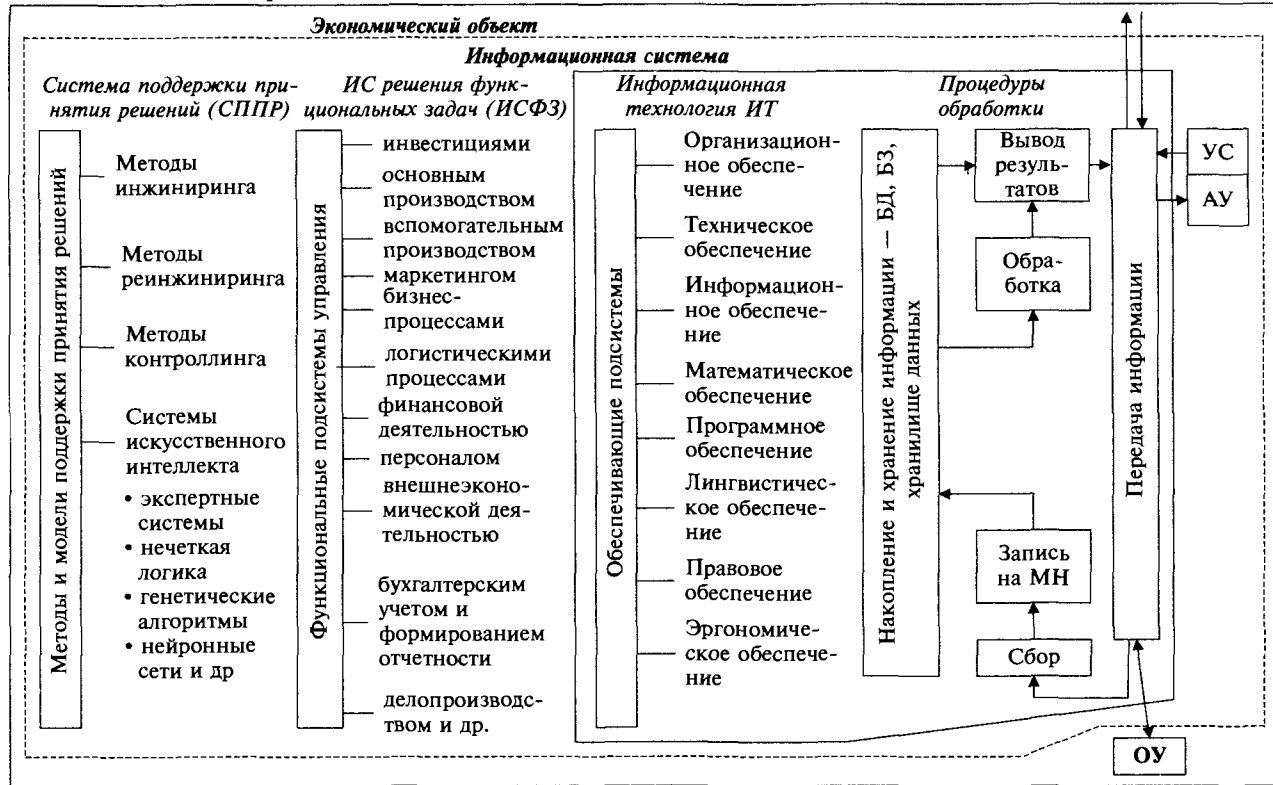 Экономический объект
Информационная система
Система поддержки при-
нятия решений (СППР)
ИС решения функ-
циональных задач (ИСФЗ)
Информационная
технология ИТ
Процедуры
обработки
Методы и модели поддержки принятия решений
Методы
инжиниринга
Методы
реинжиниринга
Методы
контроллинга
Системы
искусственного
интеллекта
• экспертные
системы
• нечеткая
логика
• генетические
алгоритмы
• нейронные
сети и др
Функциональные подсистемы управления
инвестициями
основным
производством
вспомогательным
производством
маркетингом
бизнес-
процессами
логистическими
процессами
финансовой
деятельностью
персоналом
внешнеэконо-
мической дея-
тельностью
бухгалтерским
учетом и
формированием
отчетности
делопроизводс-
твом и др.
Обеспечивающие подсистемы
Организацион-
ное обеспе-
чение
Техническое
обеспечение
Информацион-
ное обеспече-
ние
Математическое
обеспечение
Программное
обеспечение
Лингвистичес-
кое обеспече-
ние
Правовое
обеспечение
Эргономиче-
ское обеспече-
ние
Накопление и хранение информации — БД, БЗ,
хранилище данных
Вывод
резуль-
татов
Обра-
ботка
Запись
на МН
Сбор
Передача информации
УС
АУ
ОУ